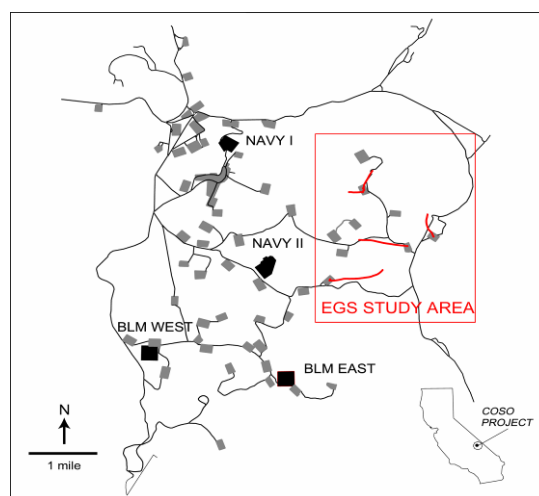 NAVY I
NAVY II
EGS STUDY AREA
BLM WEST
BLM EAST
N
1 mile
COSO
PROJECT